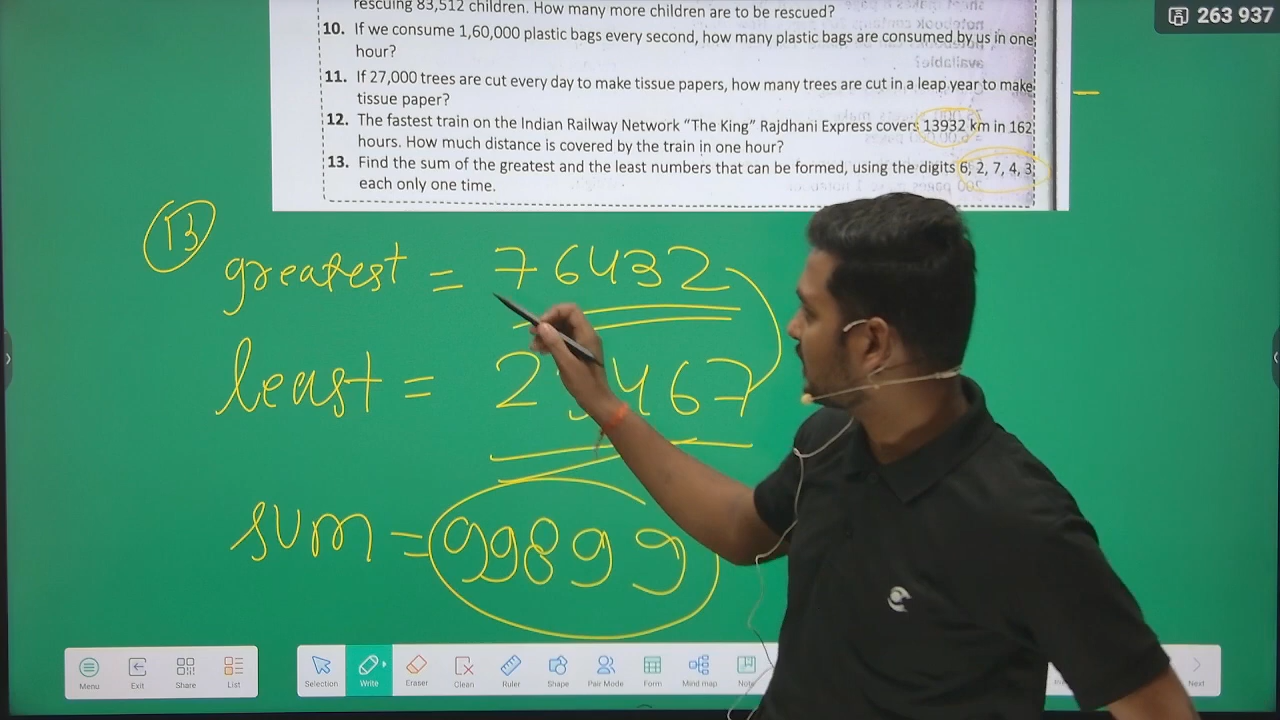 263 937
rescuing 83,512 children. How many more children are to be rescued?
10. If we consume 1,60,000 plastic bags every second, how many plastic bags are consumed by us in one
hour?
11. If 27,000 trees are cut every day to make tissue papers, how many trees are cut in a leap year to make
tissue paper?
12. The fastest train on the Indian Railway Network “The King” Rajdhani Express covers 13932 km in 162
hours. How much distance is covered by the train in one hour?
13. Find the sum of the greatest and the least numbers that can be formed, using the digits 6, 2, 7, 4, 3,
each only one time.
13
greatest = 76432
least = 23467
sum = 99899
Menu Exit Share List Selection Write Eraser Clean Ruler Shape Pair Mode Form Mind map Next